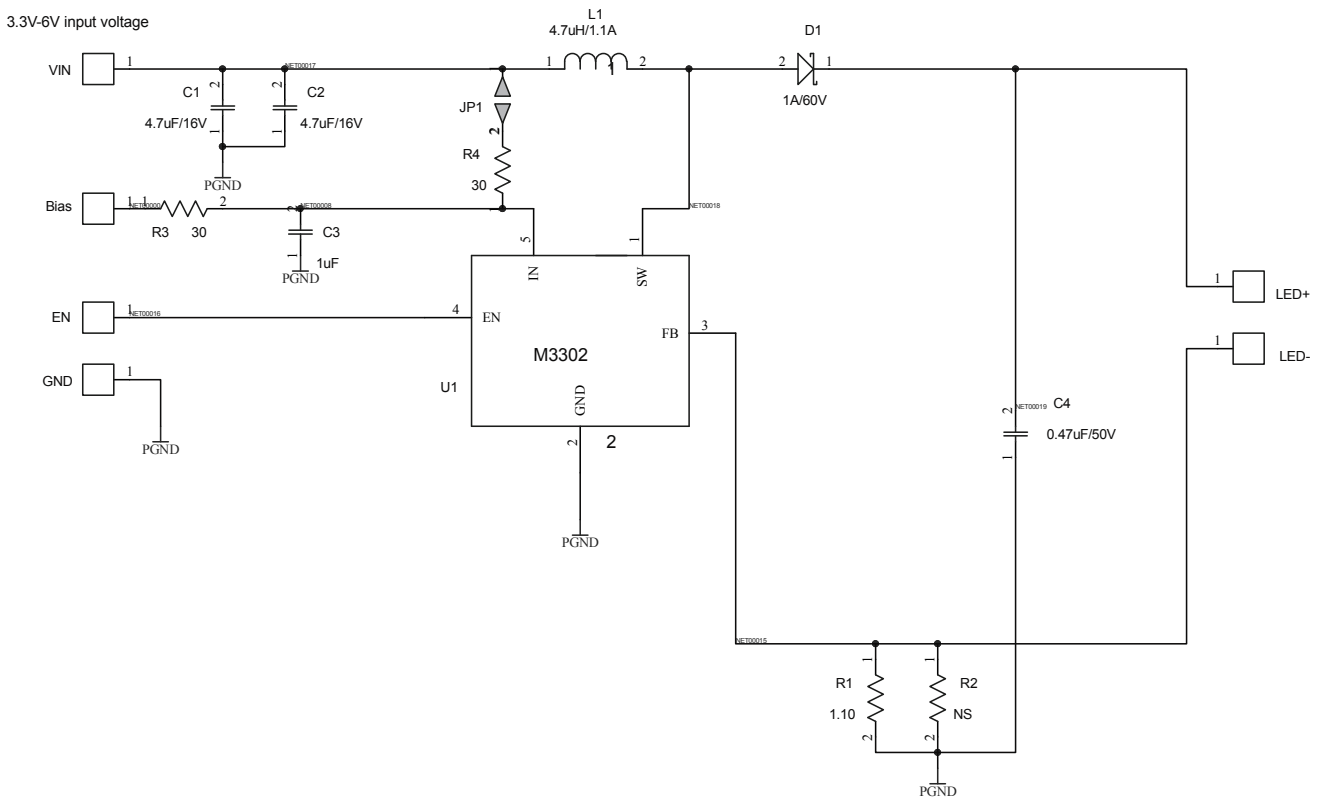 3.3V-6V input voltage
L1
4.7uH/1.1A
D1
VIN
1
NET00017
1
1
2
2
1
1A/60V
2
C1
4.7uF/16V
1
2
C2
4.7uF/16V
1
JP1
2
R4
30
1
PGND
Bias
1
NET00000
1
2
R3
30
2
NET00008
C3
1uF
1
PGND
NET00018
5
IN
1
SW
EN
1
NET00016
4
EN
FB
3
M3302
U1
GND
2
2
PGND
GND
1
PGND
1
LED+
1
LED-
2
NET00019
C4
0.47uF/50V
1
NET00015
1
R1
1.10
2
1
R2
NS
2
PGND